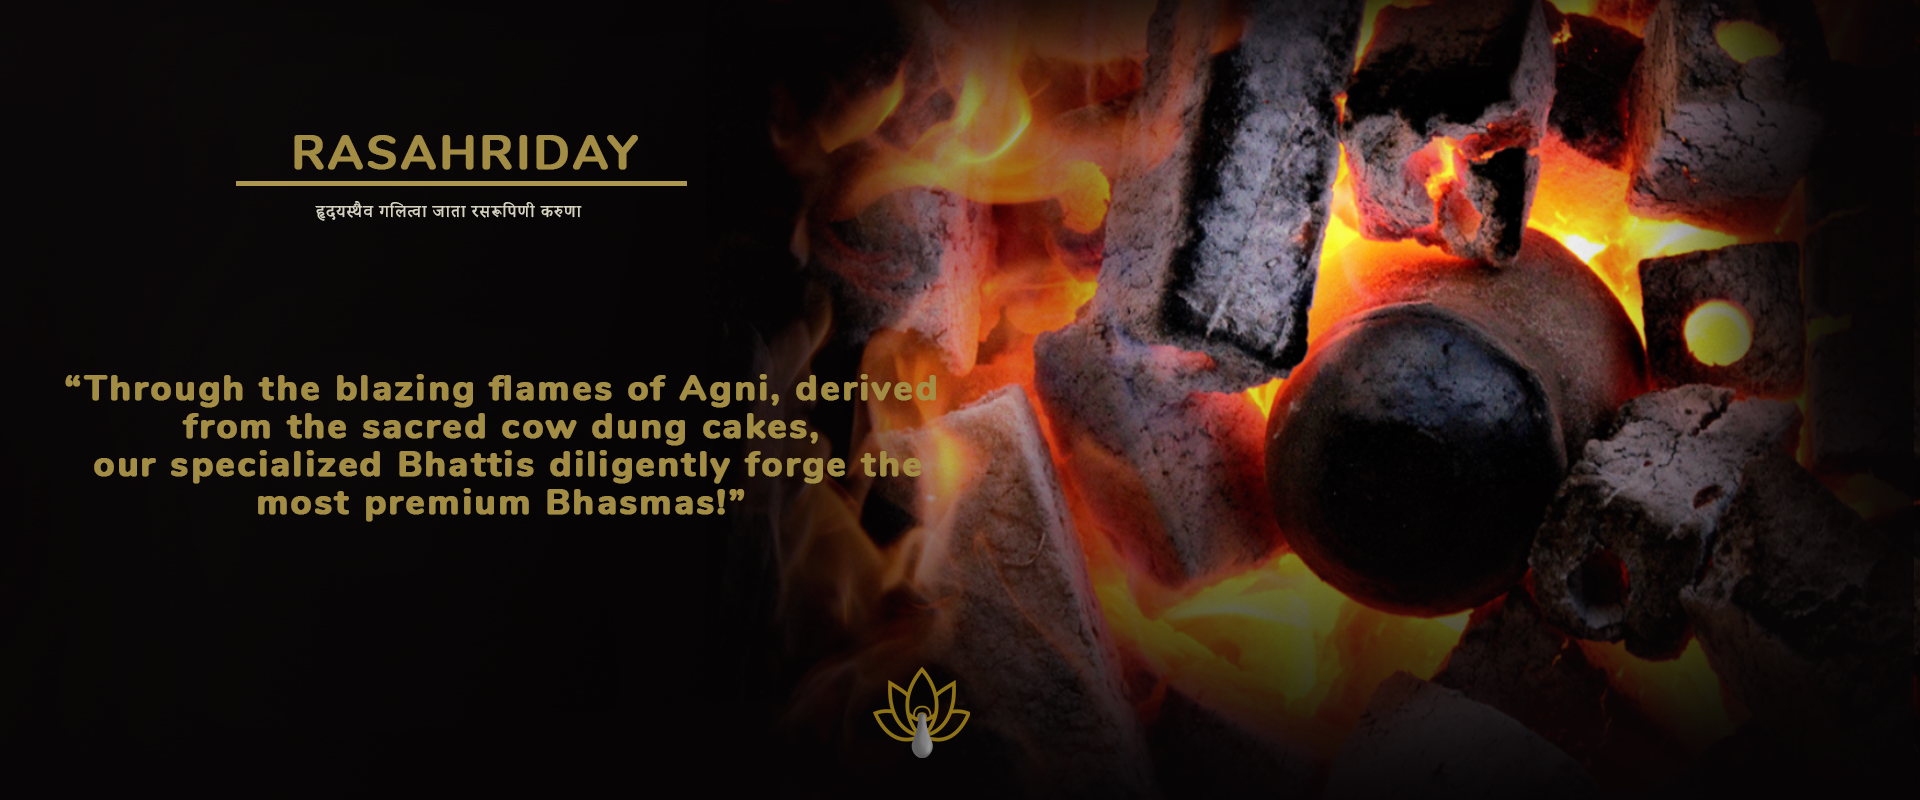 RASAHRIDAY
हृदयस्थैव गलित्वा जाता रसरूपिणी करुणा
“Through the blazing flames of Agni, derived
from the sacred cow dung cakes,
our specialized Bhattis diligently forge the
most premium Bhasmas!”